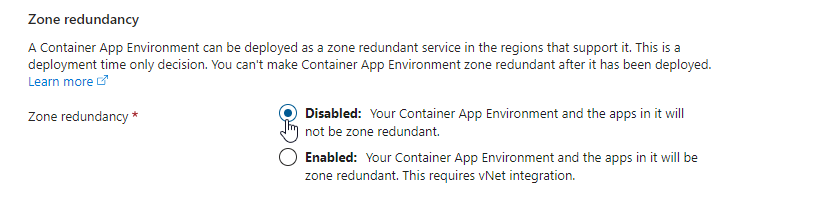 Zone redundancy
A Container App Environment can be deployed as a zone redundant service in the regions that support it. This is a
deployment time only decision. You can't make Container App Environment zone redundant after it has been deployed.
Learn more
Zone redundancy *
Disabled: Your Container App Environment and the apps in it will
not be zone redundant.
Enabled: Your Container App Environment and the apps in it will be
zone redundant. This requires vNet integration.